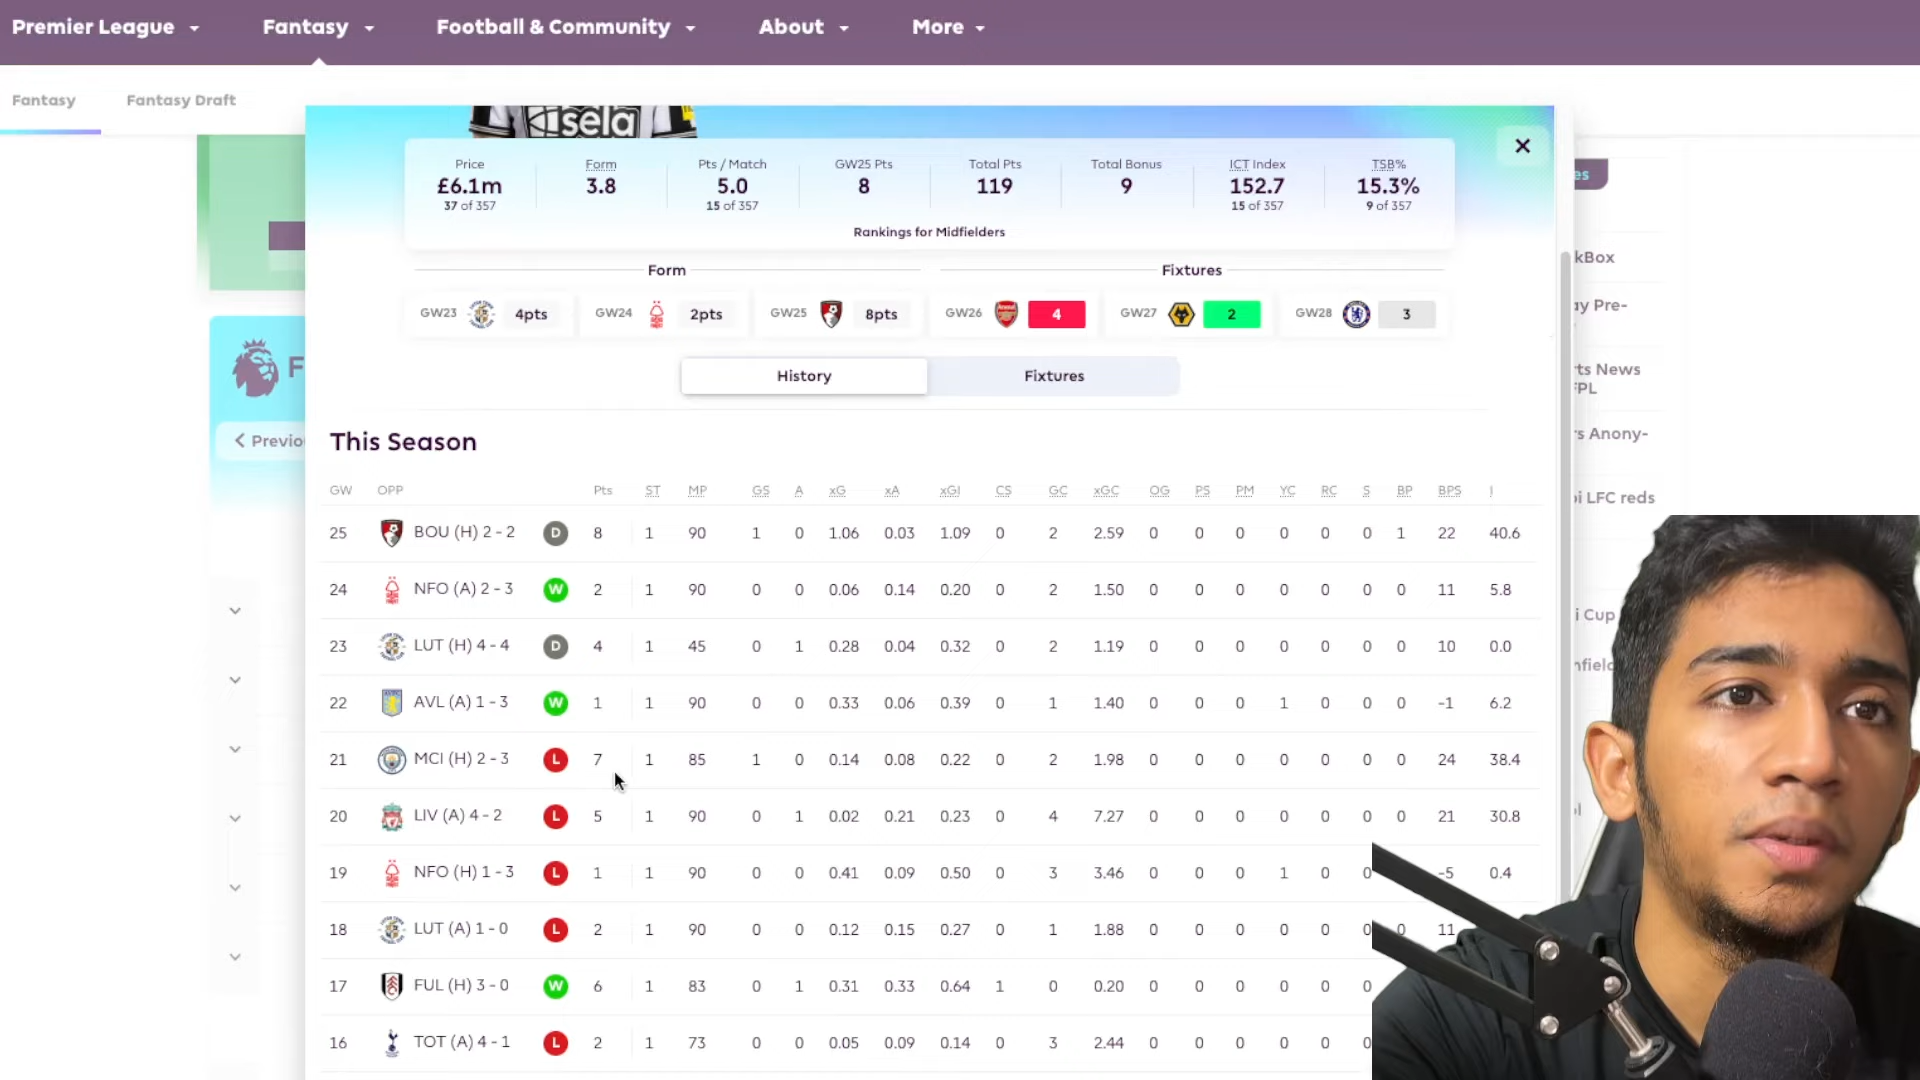 Premier League Fantasy Football & Community About More
Fantasy Fantasy Draft
sela
Price Form Pts / Match GW25 Pts Total Pts Total Bonus ICT Index TSB%
£6.1m 3.8 5.0 8 119 9 152.7 15.3%
37 of 357 15 of 357 15 of 357 9 of 357
Rankings for Midfielders
Form Fixtures
GW23 4pts GW24 2pts GW25 8pts GW26 4 GW27 2 GW28 3
History Fixtures
This Season
GW OPP Pts ST MP GS A xG xA xGI CS GC xGC OG PS PM YC RC S BP BPS I
25 BOU (H) 2 - 2 D 8 1 90 1 0 1.06 0.03 1.09 0 2 2.59 0 0 0 0 0 0 1 22 40.6
24 NFO (A) 2 - 3 W 2 1 90 0 0 0.06 0.14 0.20 0 2 1.50 0 0 0 0 0 0 0 11 5.8
23 LUT (H) 4 - 4 D 4 1 45 0 1 0.28 0.04 0.32 0 2 1.19 0 0 0 0 0 0 0 10 0.0
22 AVL (A) 1 - 3 W 1 1 90 0 0 0.33 0.06 0.39 0 1 1.40 0 0 0 1 0 0 0 -1 6.2
21 MCI (H) 2 - 3 L 7 1 85 1 0 0.14 0.08 0.22 0 2 1.98 0 0 0 0 0 0 0 24 38.4
20 LIV (A) 4 - 2 L 5 1 90 0 1 0.02 0.21 0.23 0 4 7.27 0 0 0 0 0 0 0 21 30.8
19 NFO (H) 1 - 3 L 1 1 90 0 0 0.41 0.09 0.50 0 3 3.46 0 0 0 1 0 0 -5 0.4
18 LUT (A) 1 - 0 L 2 1 90 0 0 0.12 0.15 0.27 0 1 1.88 0 0 0 0 0 0 0 11
17 FUL (H) 3 - 0 W 6 1 83 0 1 0.31 0.33 0.64 1 0 0.20 0 0 0 0 0 0
16 TOT (A) 4 - 1 L 2 1 73 0 0 0.05 0.09 0.14 0 3 2.44 0 0 0 0 0 0
F
Previo
es
kBox
ay Pre-
rts News
FPL
rs Anony-
oi LFC reds
i Cup